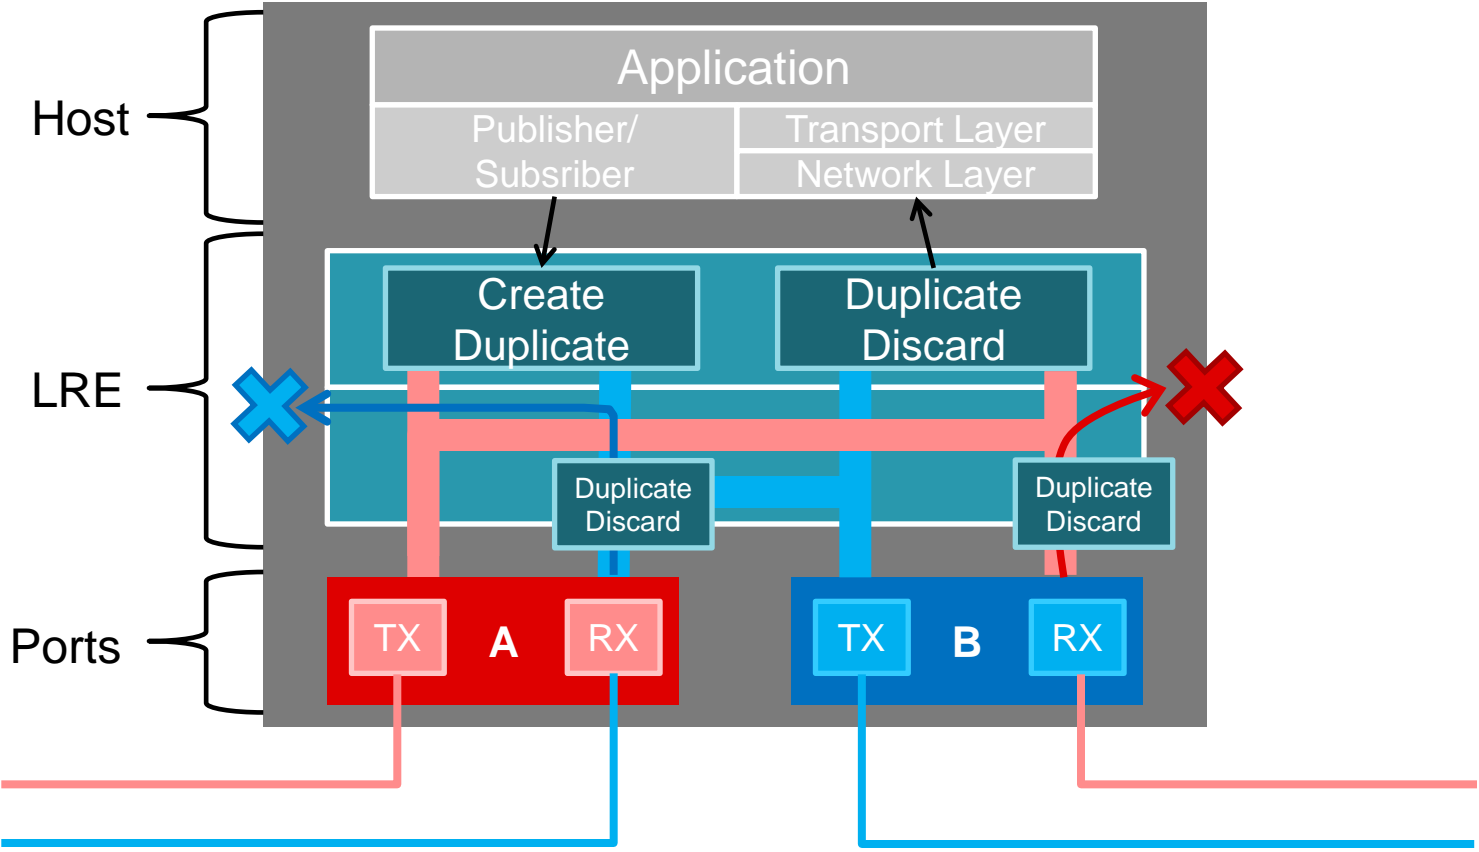 Application
Host
Publisher/
Subsriber
Transport Layer
Network Layer
LRE
Create
Duplicate
Duplicate
Discard
Duplicate
Discard
Duplicate
Discard
Ports
TX
A
RX
TX
B
RX